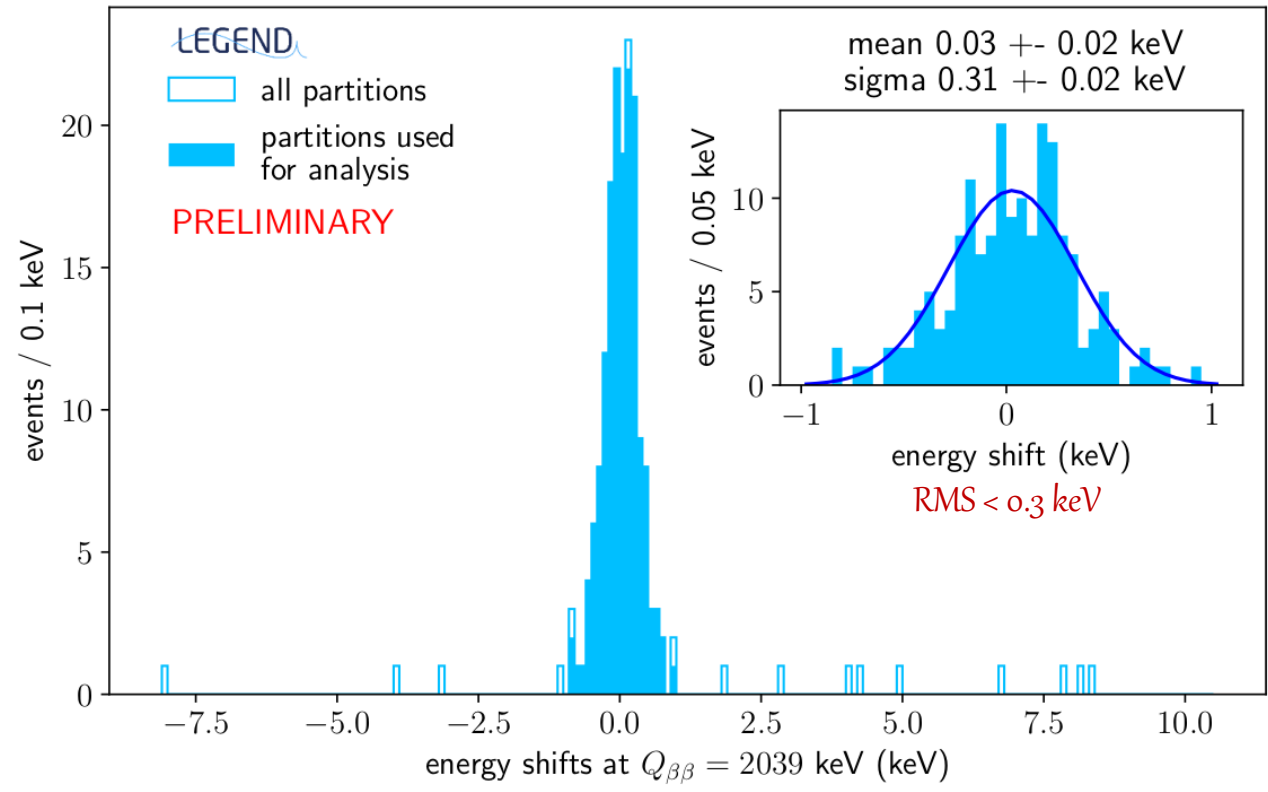 LEGEND
all partitions
partitions used
for analysis
PRELIMINARY
mean 0.03 +- 0.02 keV
sigma 0.31 +- 0.02 keV
events / 0.05 keV
10
5
0
−1 0 1
energy shift (keV)
RMS < 0.3 keV
events / 0.1 keV
20
15
10
5
0
−7.5 −5.0 −2.5 0.0 2.5 5.0 7.5 10.0
energy shifts at Qββ = 2039 keV (keV)